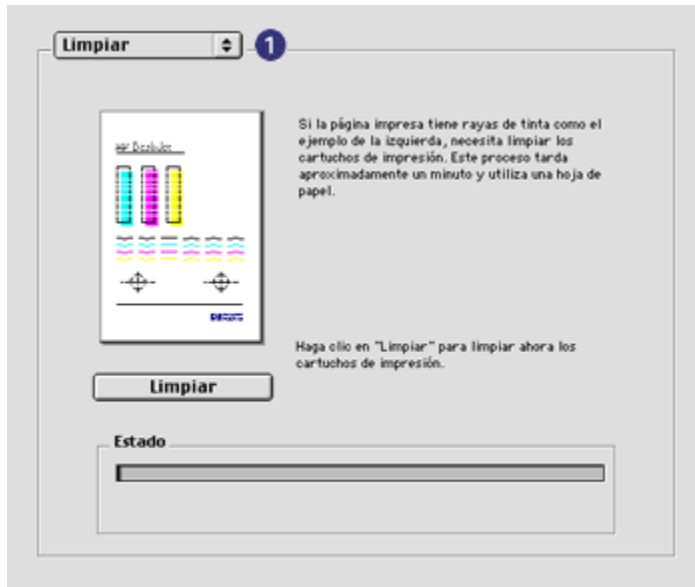 Limpiar
1
Si la página impresa tiene rayas de tinta como el
ejemplo de la izquierda, necesita limpiar los
cartuchos de impresión. Este proceso tarda
aproximadamente un minuto y utiliza una hoja de
papel.
DeskJet
Haga clic en "Limpiar" para limpiar ahora los
cartuchos de impresión.
Limpiar
Estado